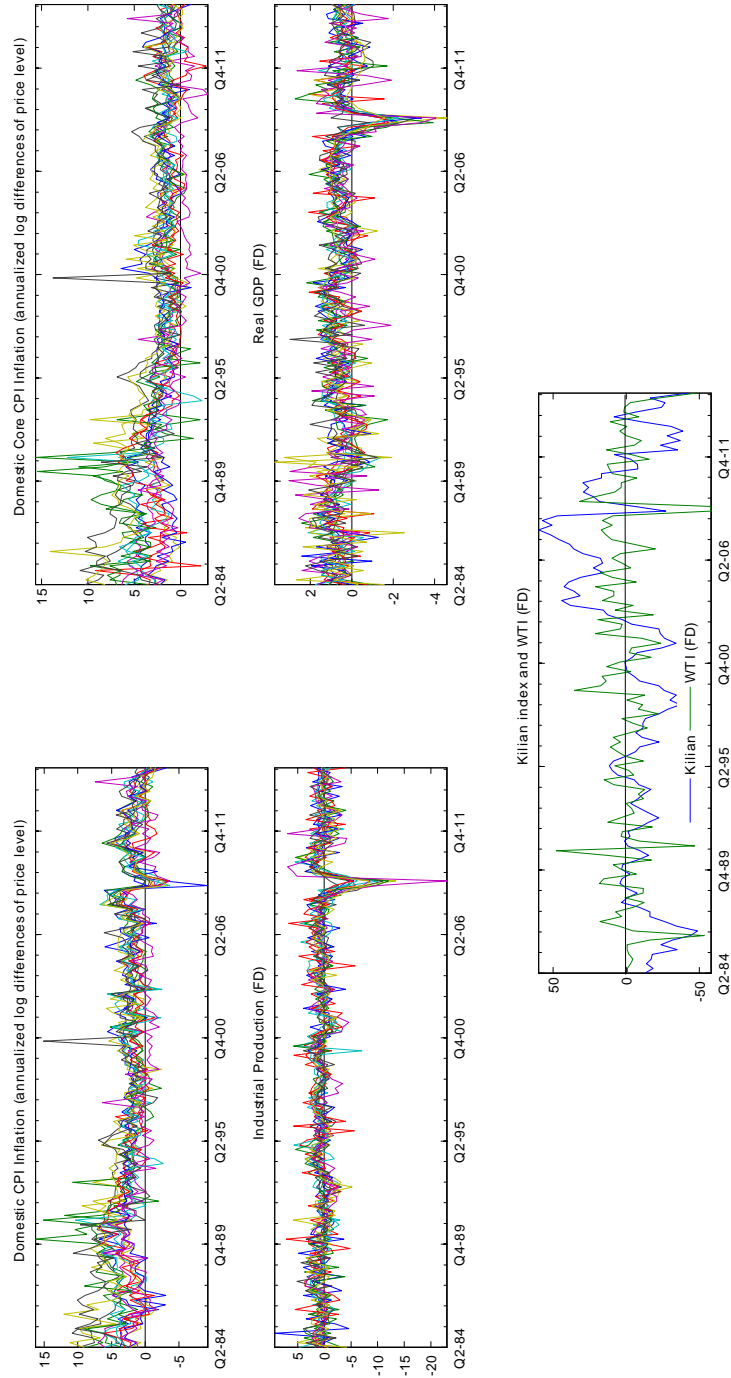 Domestic CPI Inflation (annualized log differences of price level)
15
10
5
0
-5
Q2-84
Q4-89
Q2-95
Q4-00
Q2-06
Q4-11
Domestic Core CPI Inflation (annualized log differences of price level)
15
10
5
0
Q2-84
Q4-89
Q2-95
Q4-00
Q2-06
Q4-11
Industrial Production (FD)
5
0
-5
-10
-15
-20
Q2-84
Q4-89
Q2-95
Q4-00
Q2-06
Q4-11
Real GDP (FD)
2
0
-2
-4
Q2-84
Q4-89
Q2-95
Q4-00
Q2-06
Q4-11
Kilian index and WTI (FD)
50
0
-50
Kilian
WTI (FD)
Q2-84
Q4-89
Q2-95
Q4-00
Q2-06
Q4-11